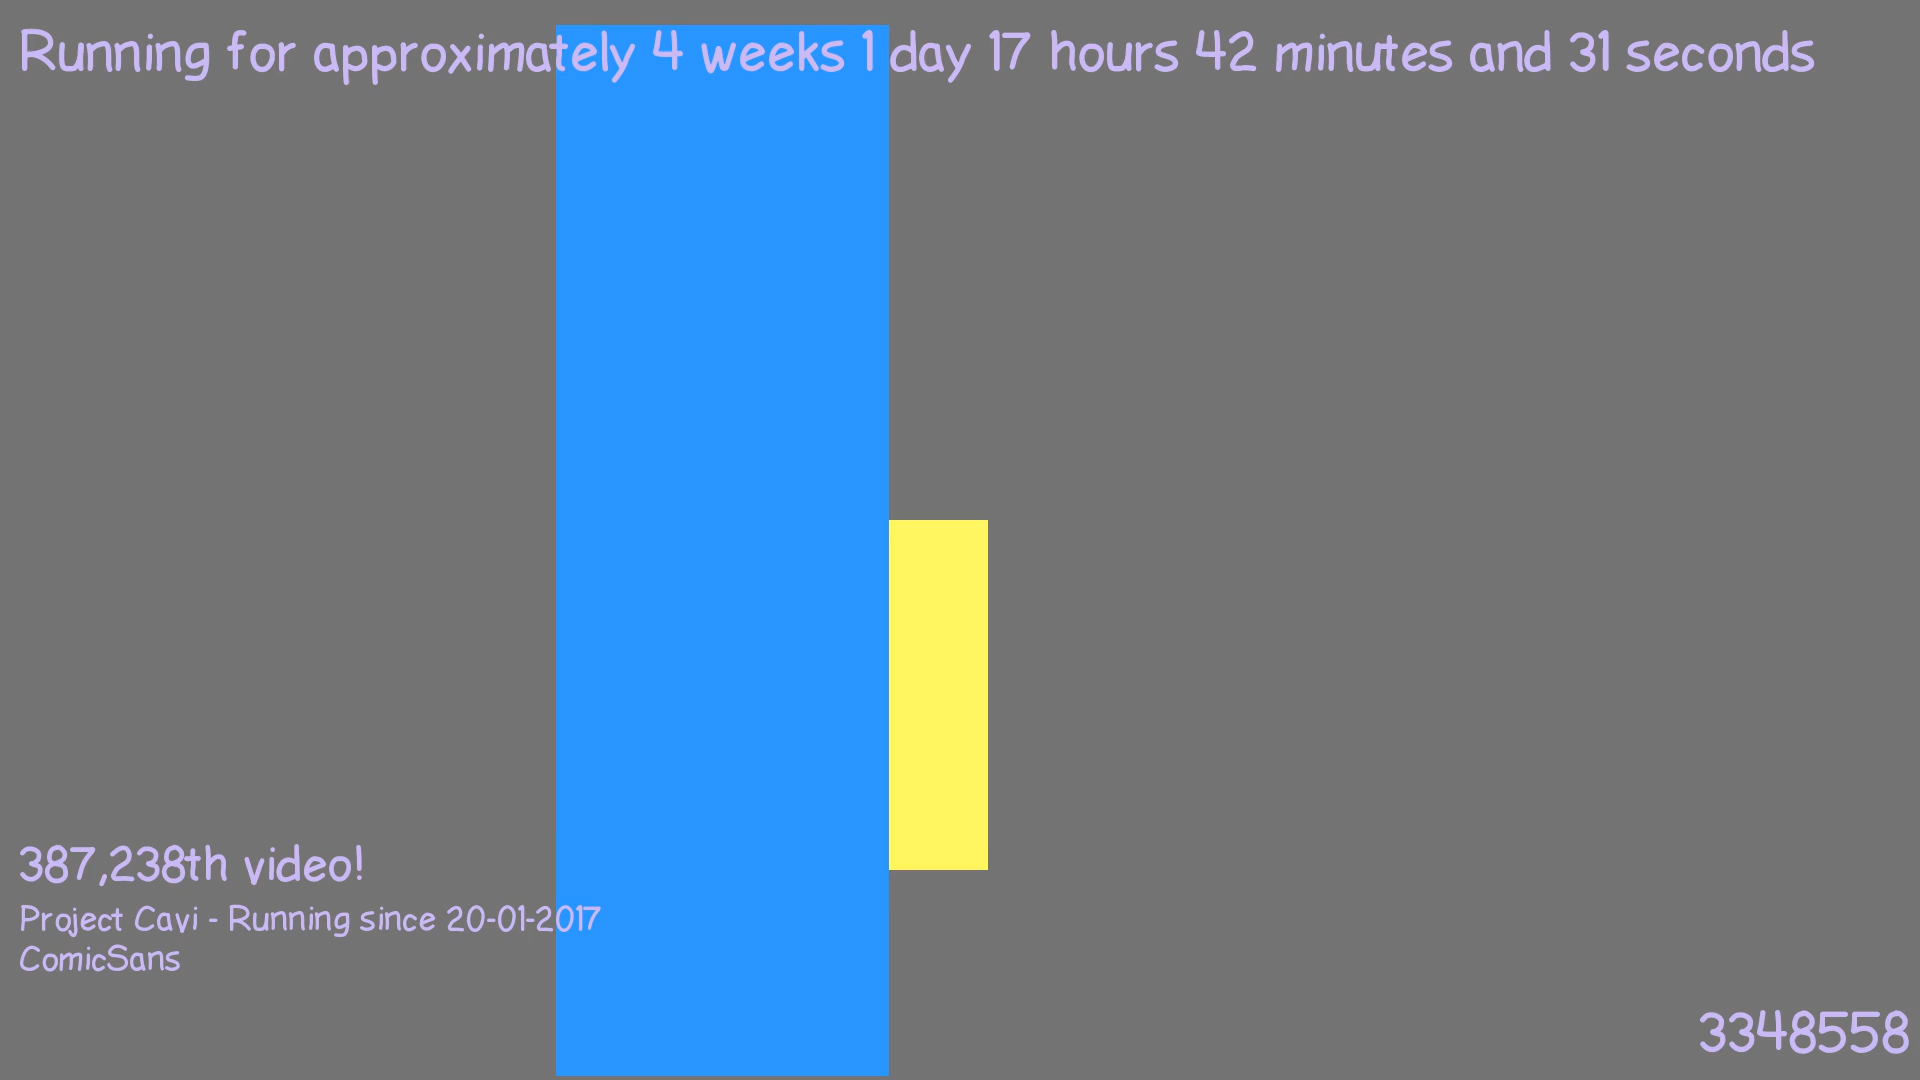 Running for approximately 4 weeks 1 day 17 hours 42 minutes and 31 seconds
387,238th video!
Project Cavi - Running since 20-01-2017
ComicSans
3348558